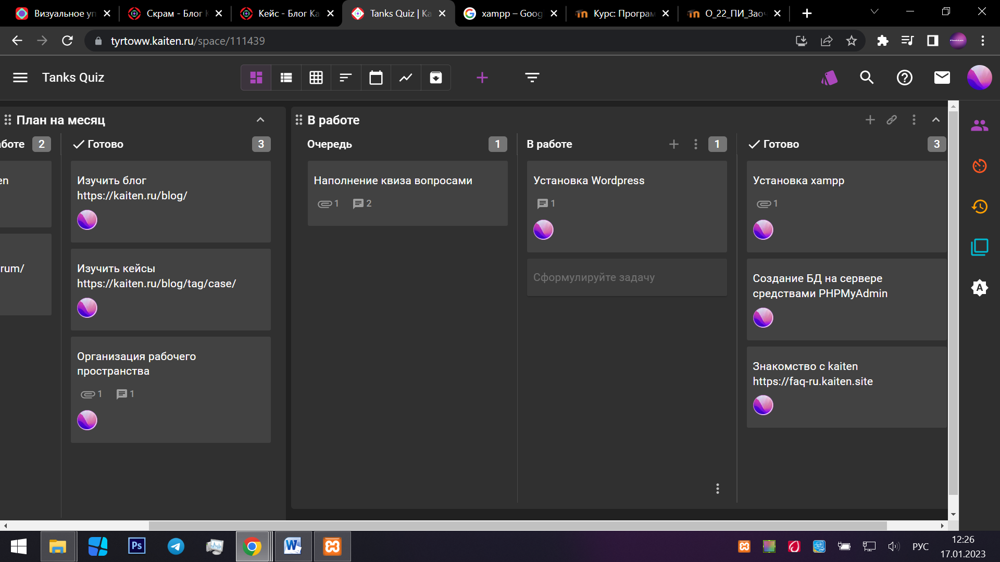 Визуальное уп
Скрам - Блог К
Кейс - Блог Ка
Tanks Quiz | Ка
xampp – Goog
Курс: Програм
О_22_ПИ_Заоч
tyrtoww.kaiten.ru/space/111439
Tanks Quiz
План на месяц
аботе 2
Готово 3
en
rum/
Изучить блог
https://kaiten.ru/blog/
Изучить кейсы
https://kaiten.ru/blog/tag/case/
Организация рабочего
пространства
1 1
В работе
Очередь 1
Наполнение квиза вопросами
1 2
В работе 1
Установка Wordpress
1
Сформулируйте задачу
Готово 3
Установка xampp
1
Создание БД на сервере
средствами PHPMyAdmin
Знакомство с kaiten
https://faq-ru.kaiten.site
A
Ps
W
РУС
12:26
17.01.2023